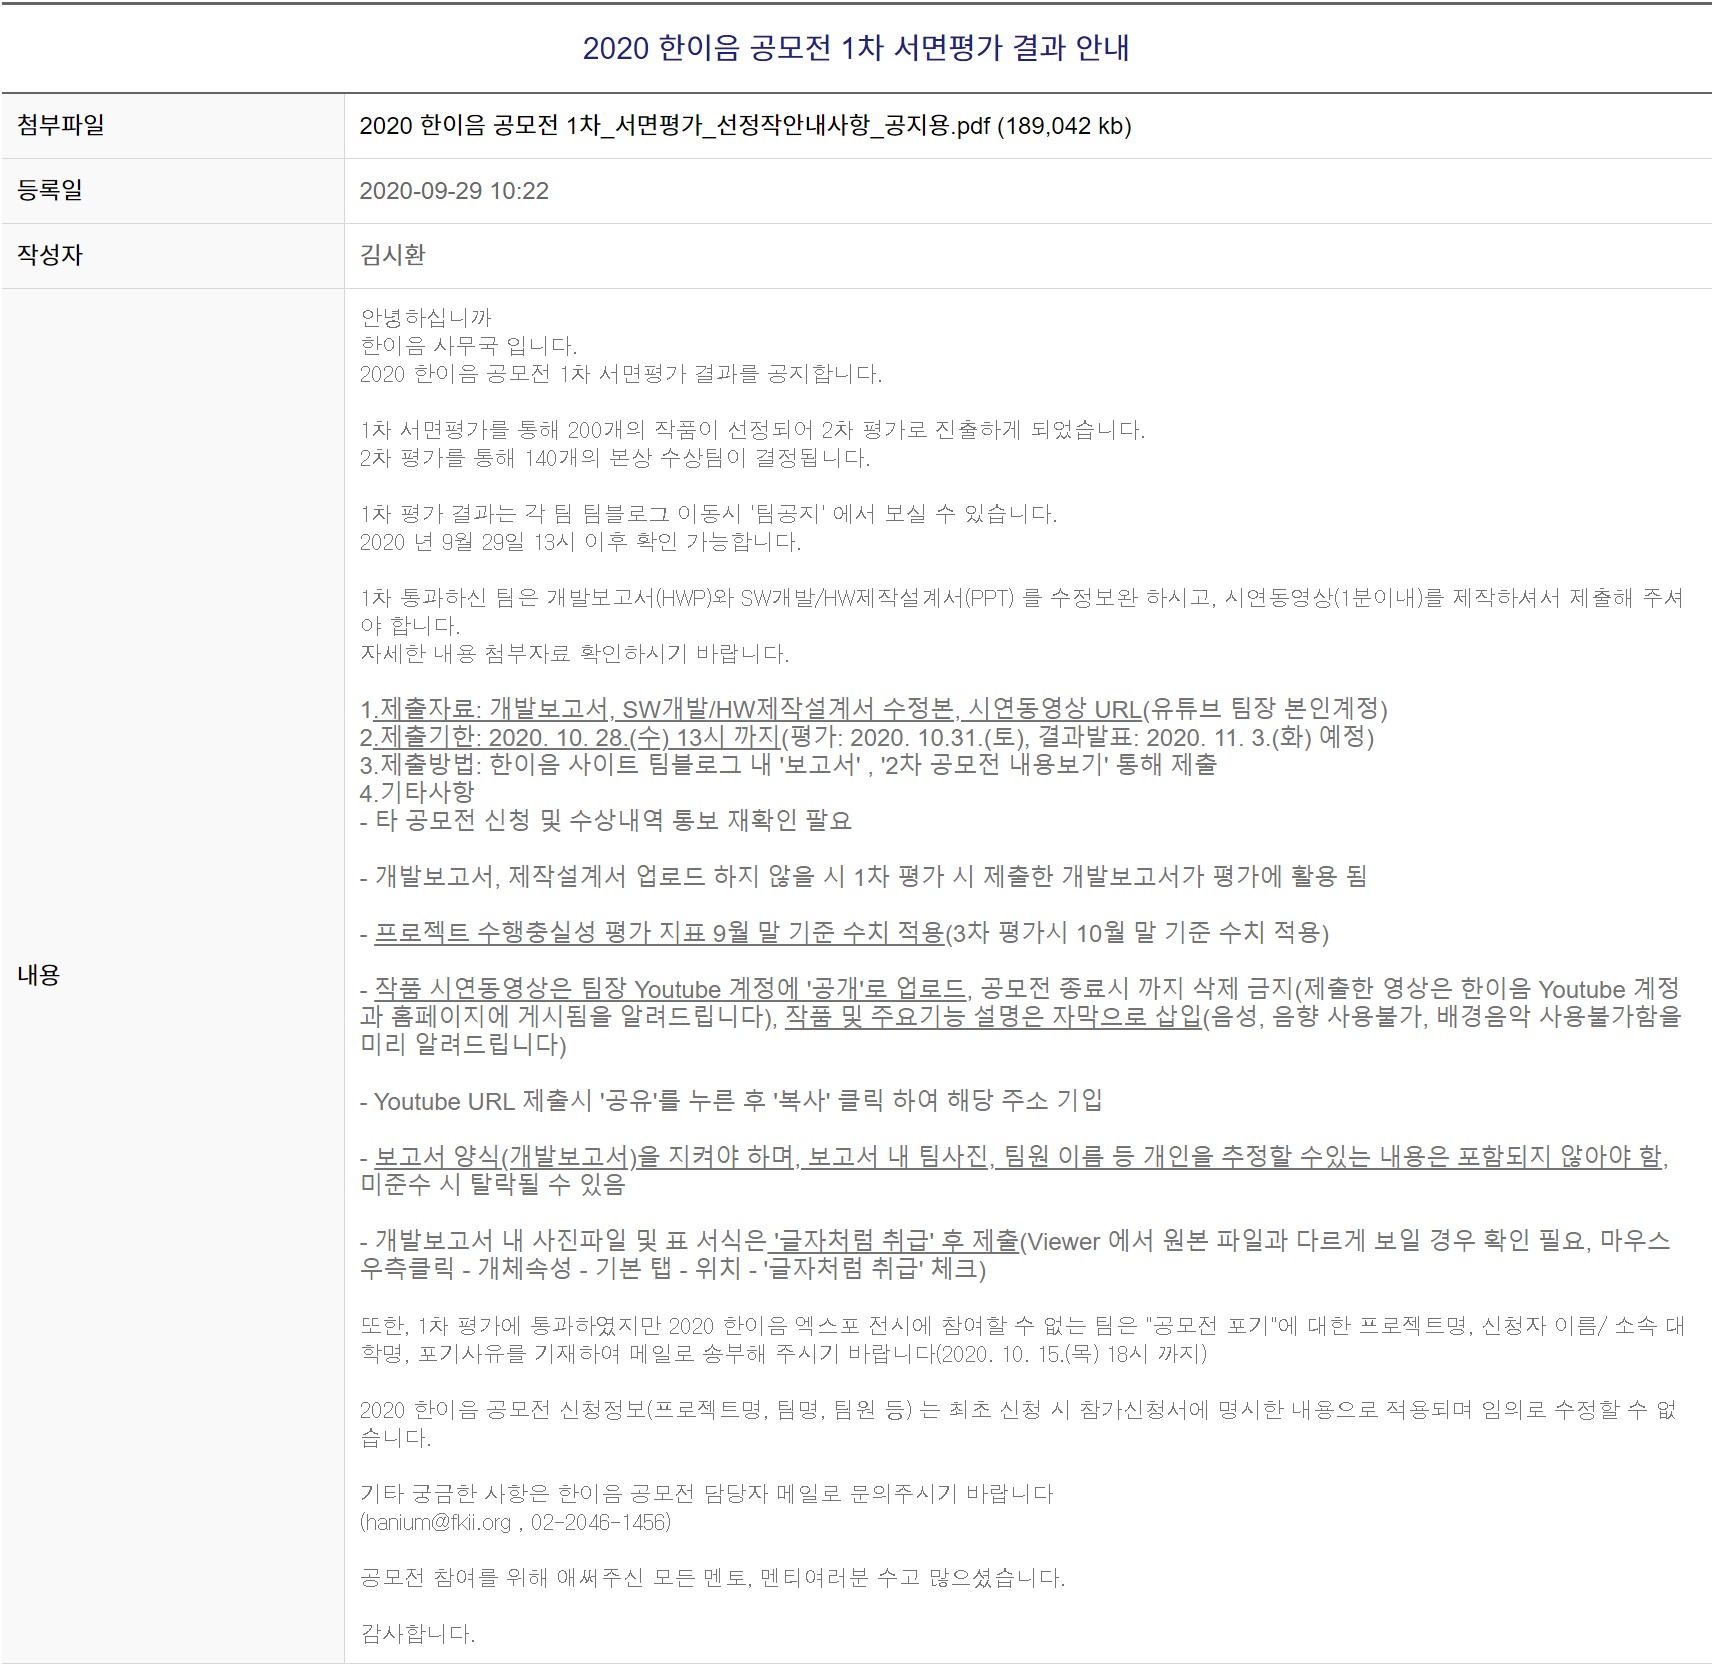 2020 한이음 공모전 1차 서면평가 결과 안내
첨부파일
2020 한이음 공모전 1차_서면평가_선정작안내사항_공지용.pdf (189,042 kb)
등록일
2020-09-29 10:22
작성자
김시환
내용
안녕하십니까
한이음 사무국 입니다.
2020 한이음 공모전 1차 서면평가 결과를 공지합니다.
1차 서면평가를 통해 200개의 작품이 선정되어 2차 평가로 진출하게 되었습니다.
2차 평가를 통해 140개의 본상 수상팀이 결정됩니다.
1차 평가 결과는 각 팀 팀블로그 이동시 '팀공지' 에서 보실 수 있습니다.
2020 년 9월 29일 13시 이후 확인 가능합니다.
1차 통과하신 팀은 개발보고서(HWP)와 SW개발/HW제작설계서(PPT) 를 수정보완 하시고, 시연동영상(1분이내)를 제작하셔서 제출해 주셔
야 합니다.
자세한 내용 첨부자료 확인하시기 바랍니다.
1.제출자료: 개발보고서, SW개발/HW제작설계서 수정본, 시연동영상 URL(유튜브 팀장 본인계정)
2.제출기한: 2020. 10. 28.(수) 13시 까지(평가: 2020. 10.31.(토), 결과발표: 2020. 11. 3.(화) 예정)
3.제출방법: 한이음 사이트 팀블로그 내 '보고서' , '2차 공모전 내용보기' 통해 제출
4.기타사항
- 타 공모전 신청 및 수상내역 통보 재확인 팔요
- 개발보고서, 제작설계서 업로드 하지 않을 시 1차 평가 시 제출한 개발보고서가 평가에 활용 됨
- 프로젝트 수행충실성 평가 지표 9월 말 기준 수치 적용(3차 평가시 10월 말 기준 수치 적용)
- 작품 시연동영상은 팀장 Youtube 계정에 '공개'로 업로드, 공모전 종료시 까지 삭제 금지(제출한 영상은 한이음 Youtube 계정
과 홈페이지에 게시됨을 알려드립니다), 작품 및 주요기능 설명은 자막으로 삽입(음성, 음향 사용불가, 배경음악 사용불가함을
미리 알려드립니다)
- Youtube URL 제출시 '공유'를 누른 후 '복사' 클릭 하여 해당 주소 기입
- 보고서 양식(개발보고서)을 지켜야 하며, 보고서 내 팀사진, 팀원 이름 등 개인을 추정할 수있는 내용은 포함되지 않아야 함,
미준수 시 탈락될 수 있음
- 개발보고서 내 사진파일 및 표 서식은 '글자처럼 취급' 후 제출(Viewer 에서 원본 파일과 다르게 보일 경우 확인 필요, 마우스
우측클릭 - 개체속성 - 기본 탭 - 위치 - '글자처럼 취급' 체크)
또한, 1차 평가에 통과하였지만 2020 한이음 엑스포 전시에 참여할 수 없는 팀은 "공모전 포기"에 대한 프로젝트명, 신청자 이름/ 소속 대
학명, 포기사유를 기재하여 메일로 송부해 주시기 바랍니다(2020. 10. 15.(목) 18시 까지)
2020 한이음 공모전 신청정보(프로젝트명, 팀명, 팀원 등) 는 최초 신청 시 참가신청서에 명시한 내용으로 적용되며 임의로 수정할 수 없
습니다.
기타 궁금한 사항은 한이음 공모전 담당자 메일로 문의주시기 바랍니다
(hanium@fkii.org , 02-2046-1456)
공모전 참여를 위해 애써주신 모든 멘토, 멘티여러분 수고 많으셨습니다.
감사합니다.